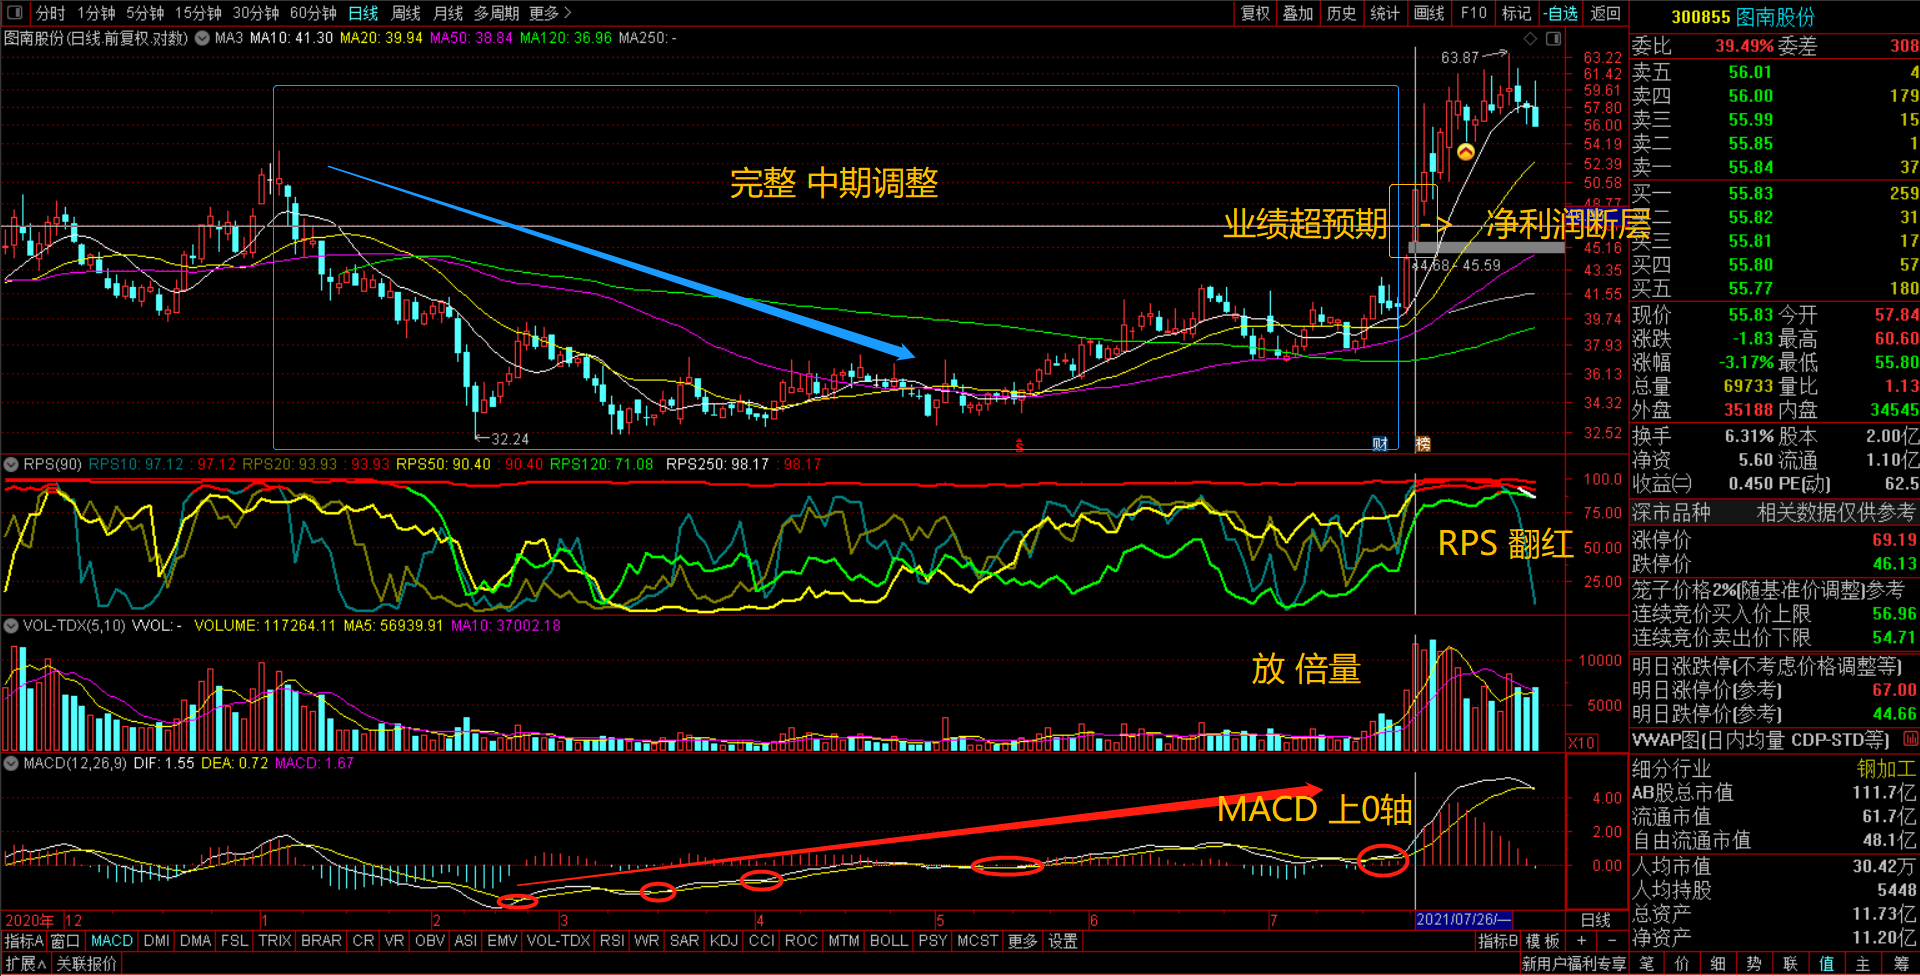 分时 1分钟 5分钟 15分钟 30分钟 60分钟 日线 周线 月线 多周期 更多 >
复权 叠加 历史 统计 画线 F10 标记 -自选 返回
300855 图南股份
图南股份(日线.前复权.对数) MA3 MA10: 41.30 MA20: 39.94 MA50: 38.84 MA120: 36.96 MA250: -
63.87
完整 中期调整
业绩超预期 -> 净利润断层
44.68 - 45.59
32.24
S
财
榜
63.22
61.42
59.61
57.80
56.00
54.19
52.39
50.58
48.77
45.16
43.35
41.55
39.74
37.93
36.13
34.32
32.52
RPS(90) RPS10: 97.12 : 97.12 RPS20: 93.93 : 93.93 RPS50: 90.40 : 90.40 RPS120: 71.08 RPS250: 98.17 : 98.17
RPS 翻红
100.0
75.00
50.00
25.00
VOL-TDX(5,10) VVOL: - VOLUME: 117264.11 MA5: 56939.91 MA10: 37002.18
放 倍量
10000
5000
X10
MACD(12,26,9) DIF: 1.55 DEA: 0.72 MACD: 1.67
MACD 上0轴
4.00
2.00
0.00
2020年 12 1 2 3 4 5 6 7 2021/07/26/一 日线
指标A 窗口 MACD DMI DMA FSL TRIX BRAR CR VR OBV ASI EMV VOL-TDX RSI WR SAR KDJ CCI ROC MTM BOLL PSY MCST 更多 设置 指标B 模板 + -
扩展∧ 关联报价 新用户福利专享
委比 39.49% 委差 308
卖五 56.01 4
卖四 56.00 179
卖三 55.99 15
卖二 55.85 1
卖一 55.84 37
买一 55.83 259
买二 55.82 31
买三 55.81 17
买四 55.80 57
买五 55.77 180
现价 55.83 今开 57.84
涨跌 -1.83 最高 60.60
涨幅 -3.17% 最低 55.80
总量 69733 量比 1.13
外盘 35188 内盘 34545
换手 6.31% 股本 2.00亿
净资 5.60 流通 1.10亿
收益㈡ 0.450 PE(动) 62.5
深市品种 相关数据仅供参考
涨停价 69.19
跌停价 46.13
笼子价格2%(随基准价调整)参考
连续竞价买入价上限 56.96
连续竞价卖出价下限 54.71
明日涨跌停(不考虑价格调整等)
明日涨停价(参考) 67.00
明日跌停价(参考) 44.66
VWAP图(日内均量 CDP-STD等)
细分行业 钢加工
AB股总市值 111.7亿
流通市值 61.7亿
自由流通市值 48.1亿
人均市值 30.42万
人均持股 5448
总资产 11.73亿
净资产 11.20亿
笔 价 细 势 联 值 主 筹